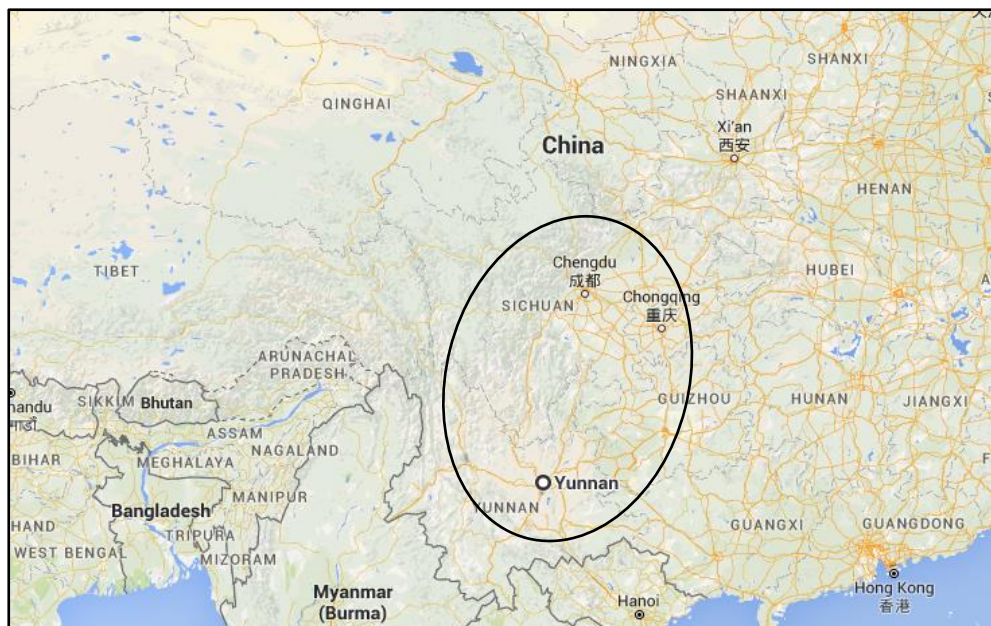 NINGXIA
SHANXI
QINGHAI
SHAANXI
China
Xi'an
西安
HENAN
TIBET
Chengdu
成都
HUBEI
SICHUAN
Chongqing
重庆
ARUNACHAL
PRADESH
SIKKIM
Bhutan
GUIZHOU
HUNAN
JIANGXI
ASSAM
BIHAR
MEGHALAYA
NAGALAND
Yunnan
MANIPUR
YUNNAN
Bangladesh
TRIPURA
GUANGXI
GUANGDONG
WEST BENGAL
MIZORAM
Myanmar
(Burma)
Hanoi
Hong Kong
香港